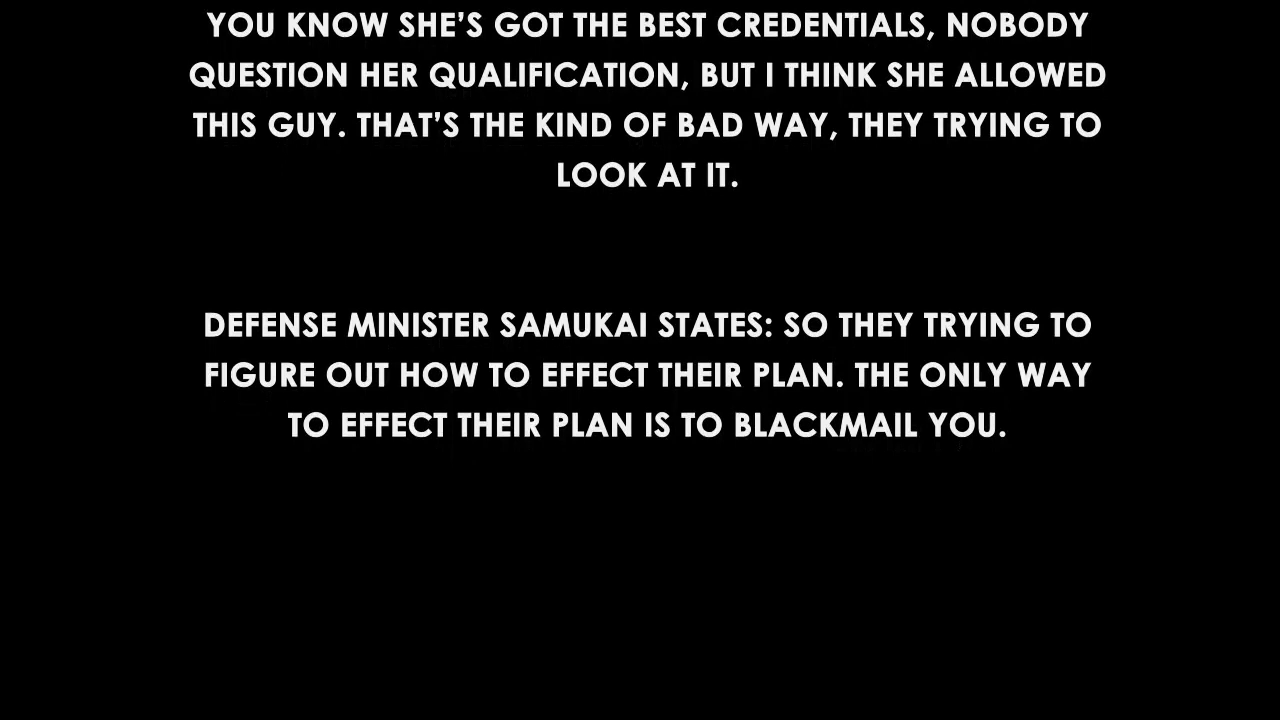 YOU KNOW SHE’S GOT THE BEST CREDENTIALS, NOBODY
QUESTION HER QUALIFICATION, BUT I THINK SHE ALLOWED
THIS GUY. THAT’S THE KIND OF BAD WAY, THEY TRYING TO
LOOK AT IT.
DEFENSE MINISTER SAMUKAI STATES: SO THEY TRYING TO
FIGURE OUT HOW TO EFFECT THEIR PLAN. THE ONLY WAY
TO EFFECT THEIR PLAN IS TO BLACKMAIL YOU.